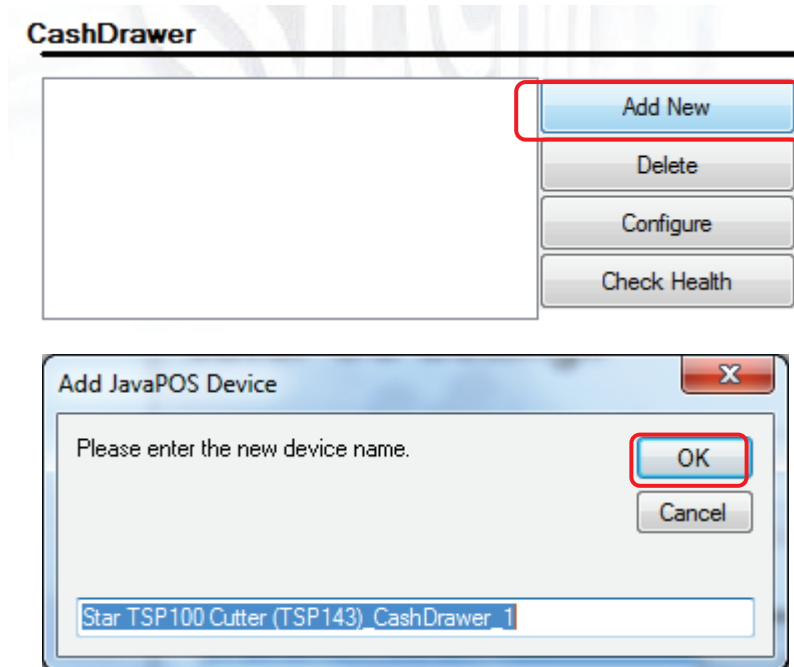 CashDrawer
Add New
Delete
Configure
Check Health
Add JavaPOS Device
Please enter the new device name.
OK
Cancel
Star TSP100 Cutter (TSP143)_CashDrawer_1